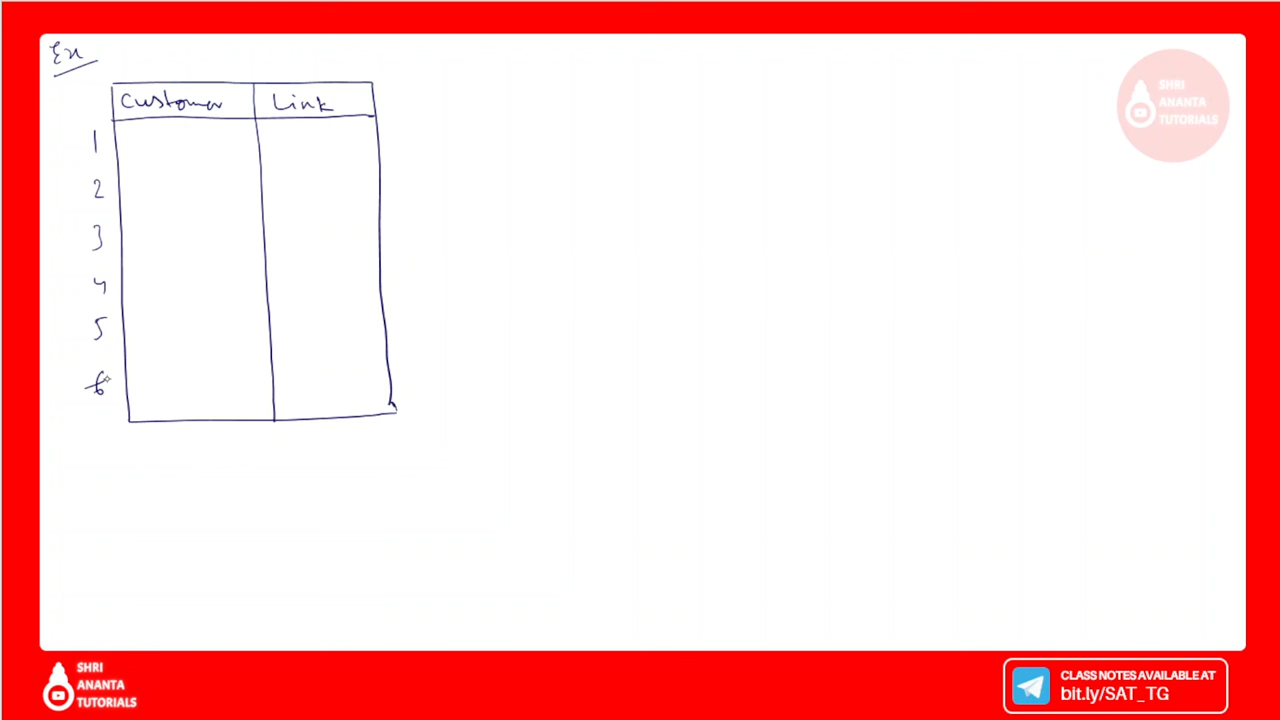 Ex
Customer Link
1
2
3
4
5
6
SHRI
ANANTA
TUTORIALS
SHRI
ANANTA
TUTORIALS
CLASS NOTES AVAILABLE AT
bit.ly/SAT_TG